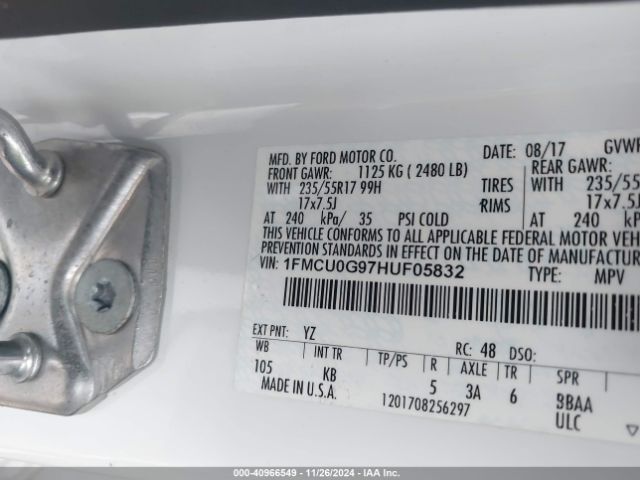 MFD. BY FORD MOTOR CO. DATE: 08/17 GVWR
FRONT GAWR: 1125 KG ( 2480 LB) REAR GAWR:
WITH 235/55R17 99H TIRES WITH 235/55
17x7.5J RIMS 17x7.5J
AT 240 kPa/ 35 PSI COLD AT 240
THIS VEHICLE CONFORMS TO ALL APPLICABLE FEDERAL MOTOR VEHI
PREVENTION STANDARDS IN EFFECT ON THE DATE OF MANUFACTU
VIN: 1FMCU0G97HUF05832 TYPE: MPV
EXT PNT: YZ RC: 48 DSO:
WB INT TR TP/PS R AXLE TR SPR
105 KB 5 3A 6 BBAA
MADE IN U.S.A. 1201708256297 ULC
000-40966549 - 11/26/2024 - IAA Inc.